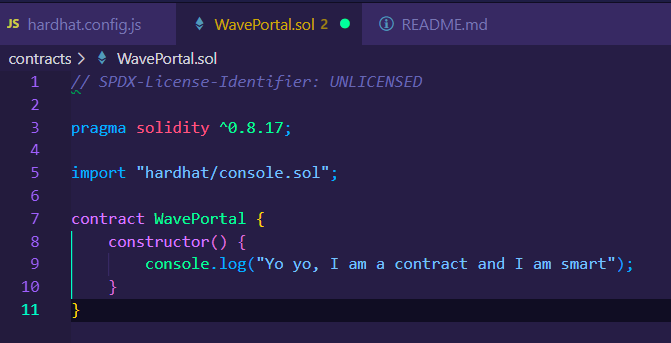 JS hardhat.config.js WavePortal.sol 2 README.md
contracts > WavePortal.sol
1 // SPDX-License-Identifier: UNLICENSED
2
3 pragma solidity ^0.8.17;
4
5 import "hardhat/console.sol";
6
7 contract WavePortal {
8     constructor() {
9         console.log("Yo yo, I am a contract and I am smart");
10     }
11 }